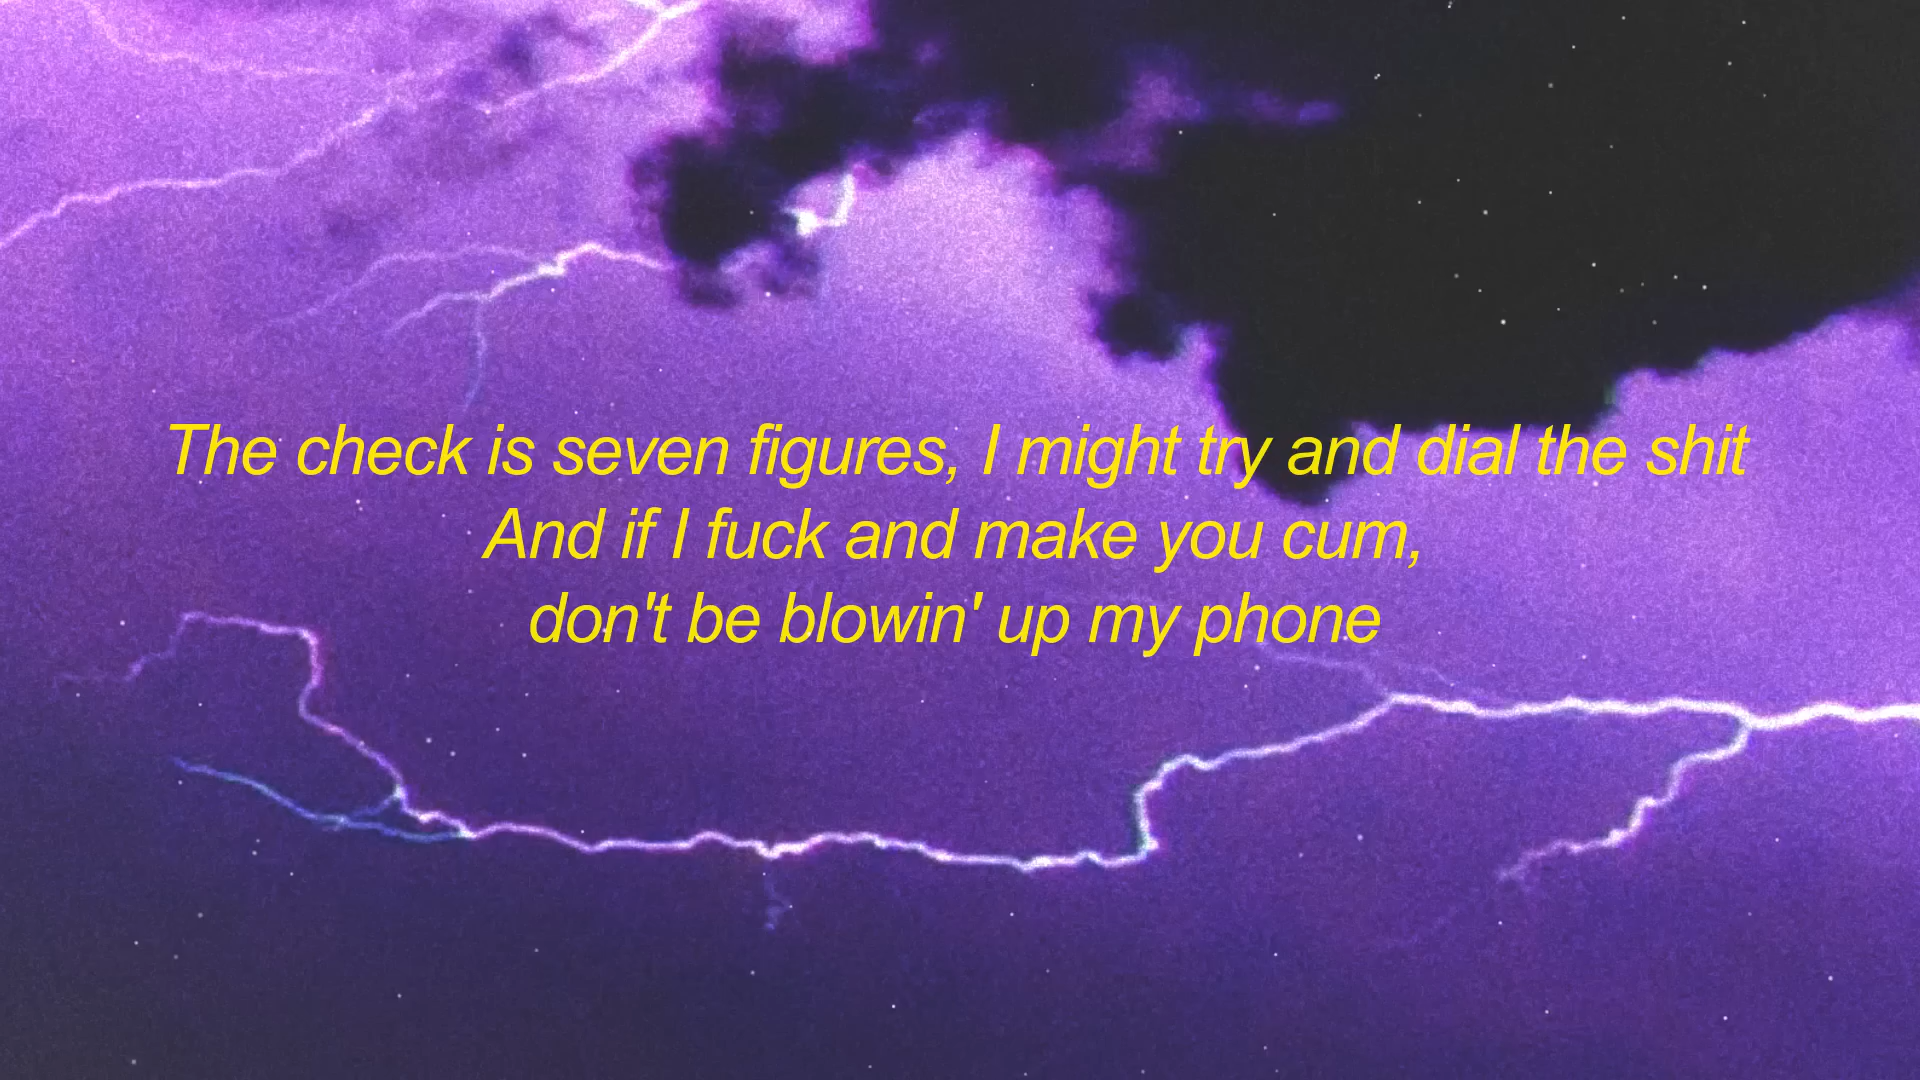 The check is seven figures, I might try and dial the shit
And if I fuck and make you cum,
don't be blowin' up my phone